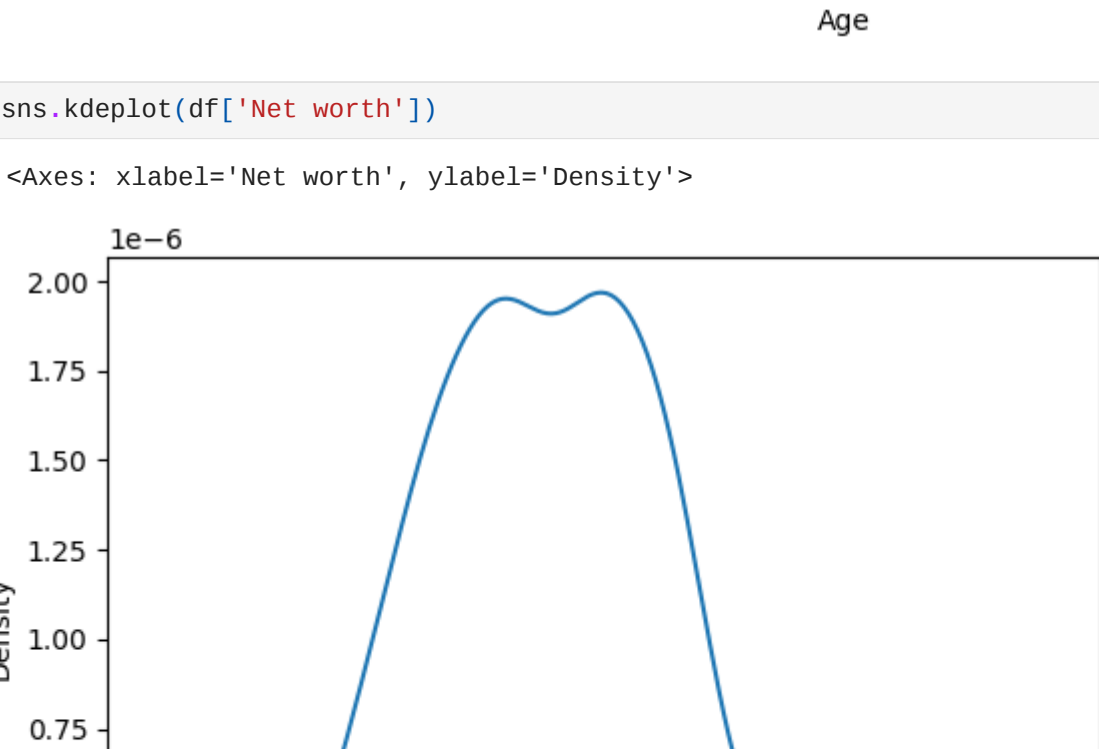 Age
sns.kdeplot(df['Net worth'])
<Axes: xlabel='Net worth', ylabel='Density'>
1e−6
2.00
1.75
1.50
1.25
1.00
0.75
Density